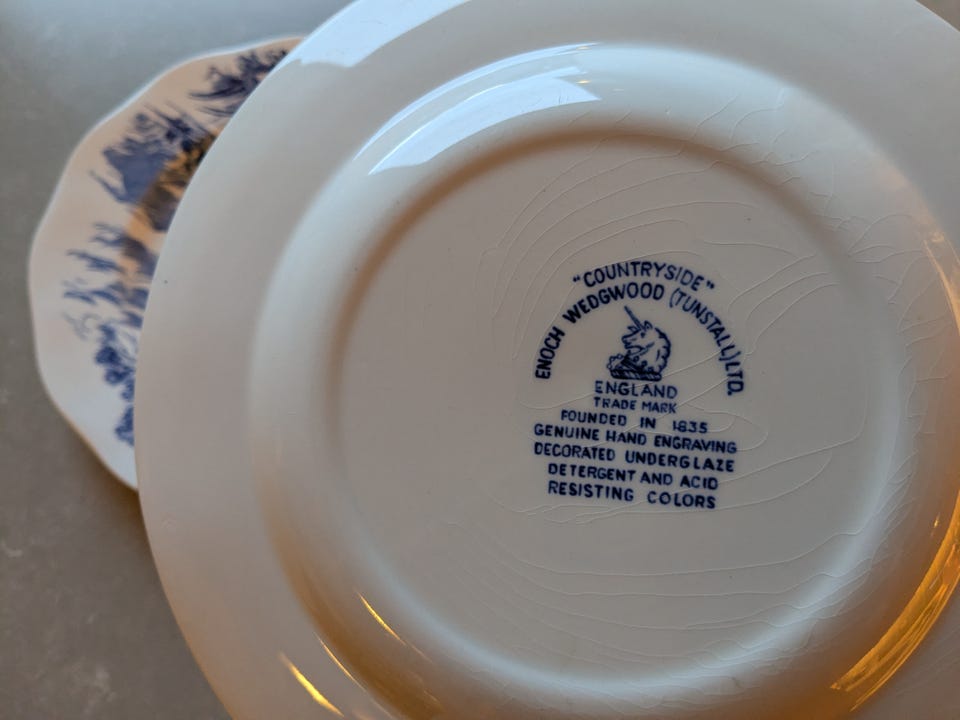 "COUNTRYSIDE"
ENOCH WEDGWOOD (TUNSTALL) LTD.
ENGLAND
TRADE MARK
FOUNDED IN 1835
GENUINE HAND ENGRAVING
DECORATED UNDERGLAZE
DETERGENT AND ACID
RESISTING COLORS